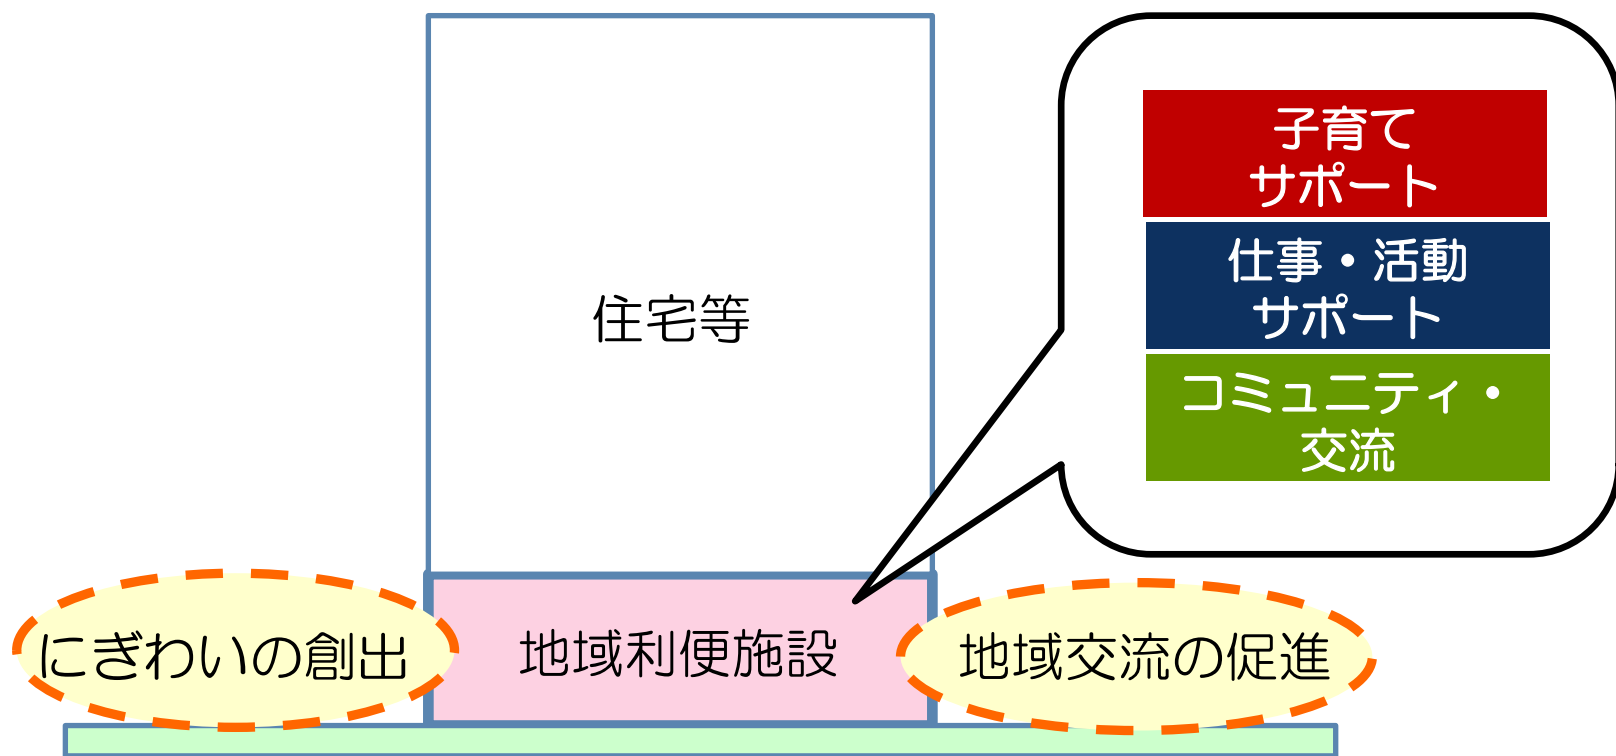 子育て
サポート
仕事・活動
サポート
コミュニティ・
交流
住宅等
にぎわいの創出
地域利便施設
地域交流の促進